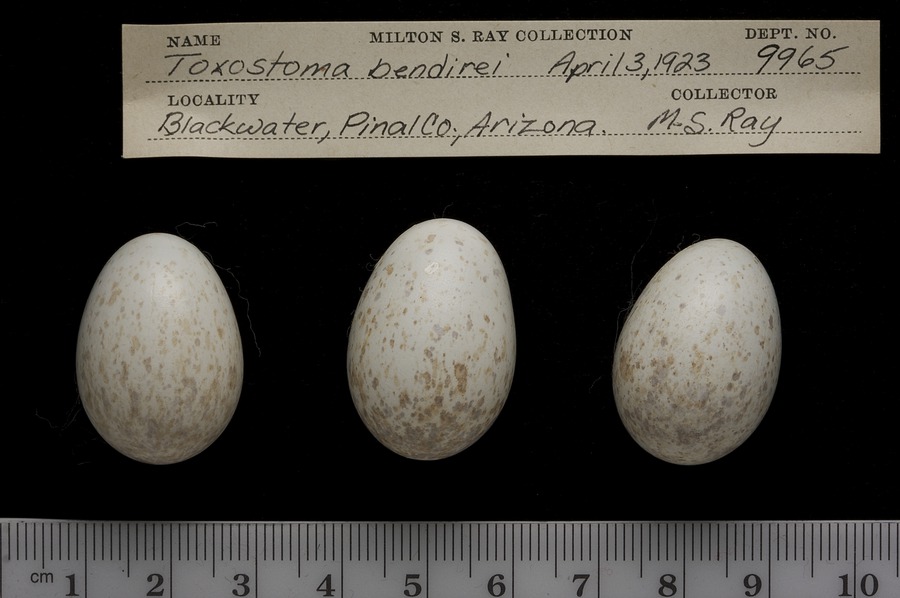 NAME MILTON S. RAY COLLECTION DEPT. NO.
Toxostoma bendirei April 3, 1923 9965
LOCALITY COLLECTOR
Blackwater, Pinal Co., Arizona. M.S. Ray
cm 1 2 3 4 5 6 7 8 9 10